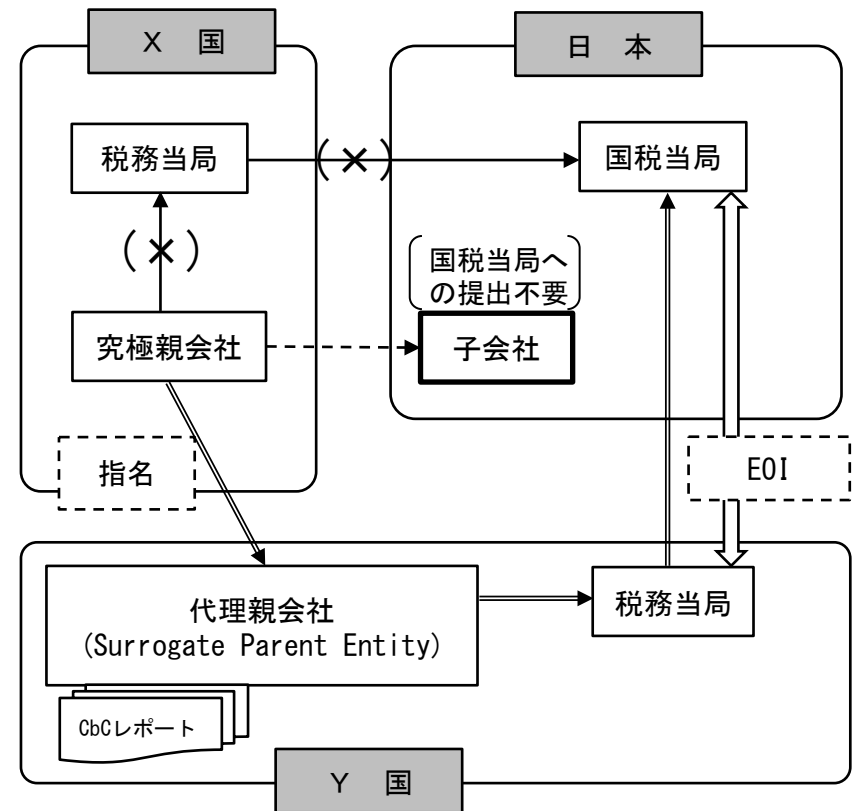 X 国
日 本
税務当局
(×)
国税当局
(×)
国税当局へ
の提出不要
究極親会社
子会社
指名
EOI
代理親会社
(Surrogate Parent Entity)
税務当局
CbCレポート
Y 国